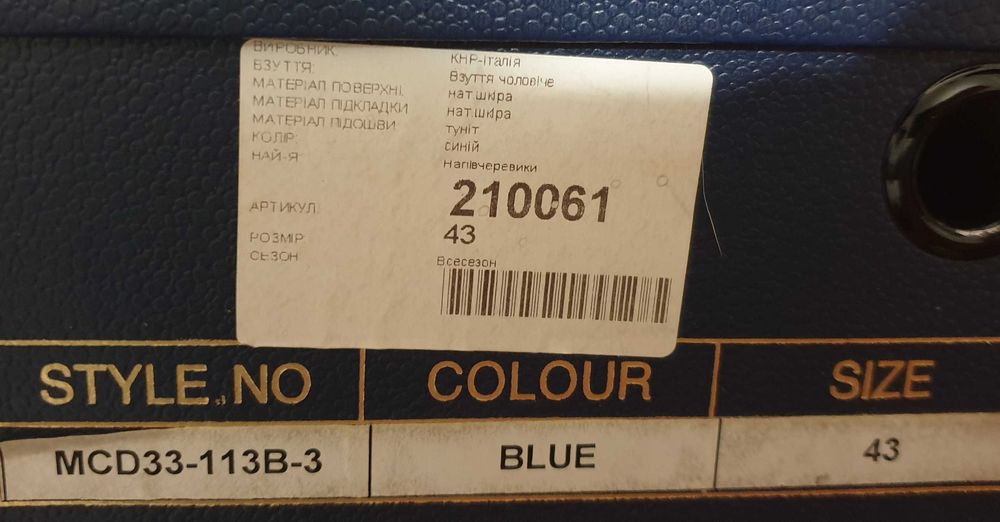 ВИРОБНИК: КНР-Італія
ВЗУТТЯ: Взуття чоловіче
МАТЕРІАЛ ПОВЕРХНІ: нат.шкіра
МАТЕРІАЛ ПІДКЛАДКИ нат.шкіра
МАТЕРІАЛ ПІДОШВИ: туніт
КОЛІР: синій
НАЙ-Я: напівчеревики
АРТИКУЛ: 210061
РОЗМІР: 43
СЕЗОН Всесезон
STYLE.NO COLOUR SIZE
MCD33-113B-3 BLUE 43